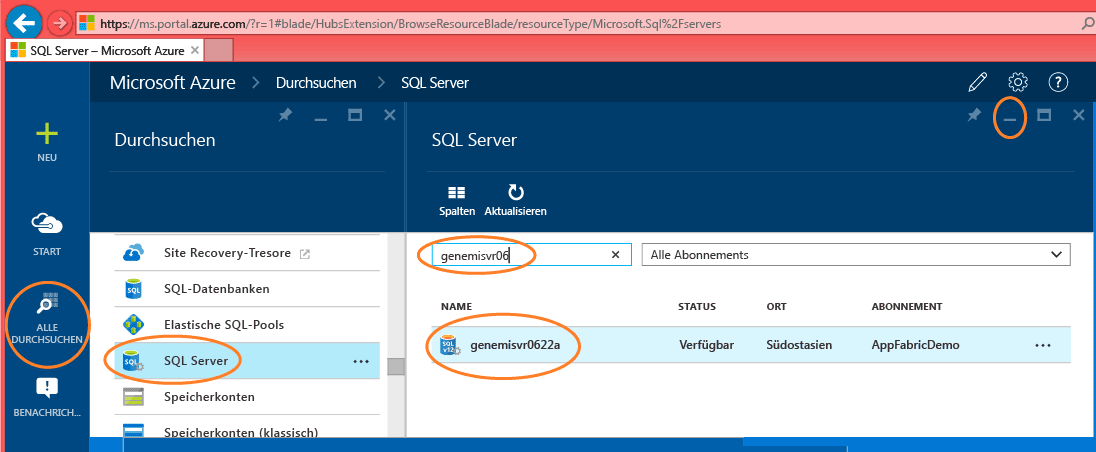 https://ms.portal.azure.com/?r=1#blade/HubsExtension/BrowseResourceBlade/resourceType/Microsoft.Sql%2Fservers
SQL Server – Microsoft Azure
Microsoft Azure > Durchsuchen > SQL Server
NEU
START
ALLE
DURCHSUCHEN
BENACHRICH...
Durchsuchen
Site Recovery-Tresore
SQL-Datenbanken
Elastische SQL-Pools
SQL Server ...
Speicherkonten
Speicherkonten (klassisch)
SQL Server
Spalten Aktualisieren
genemisvr06 Alle Abonnements
NAME STATUS ORT ABONNEMENT
genemisvr0622a Verfügbar Südostasien AppFabricDemo ...